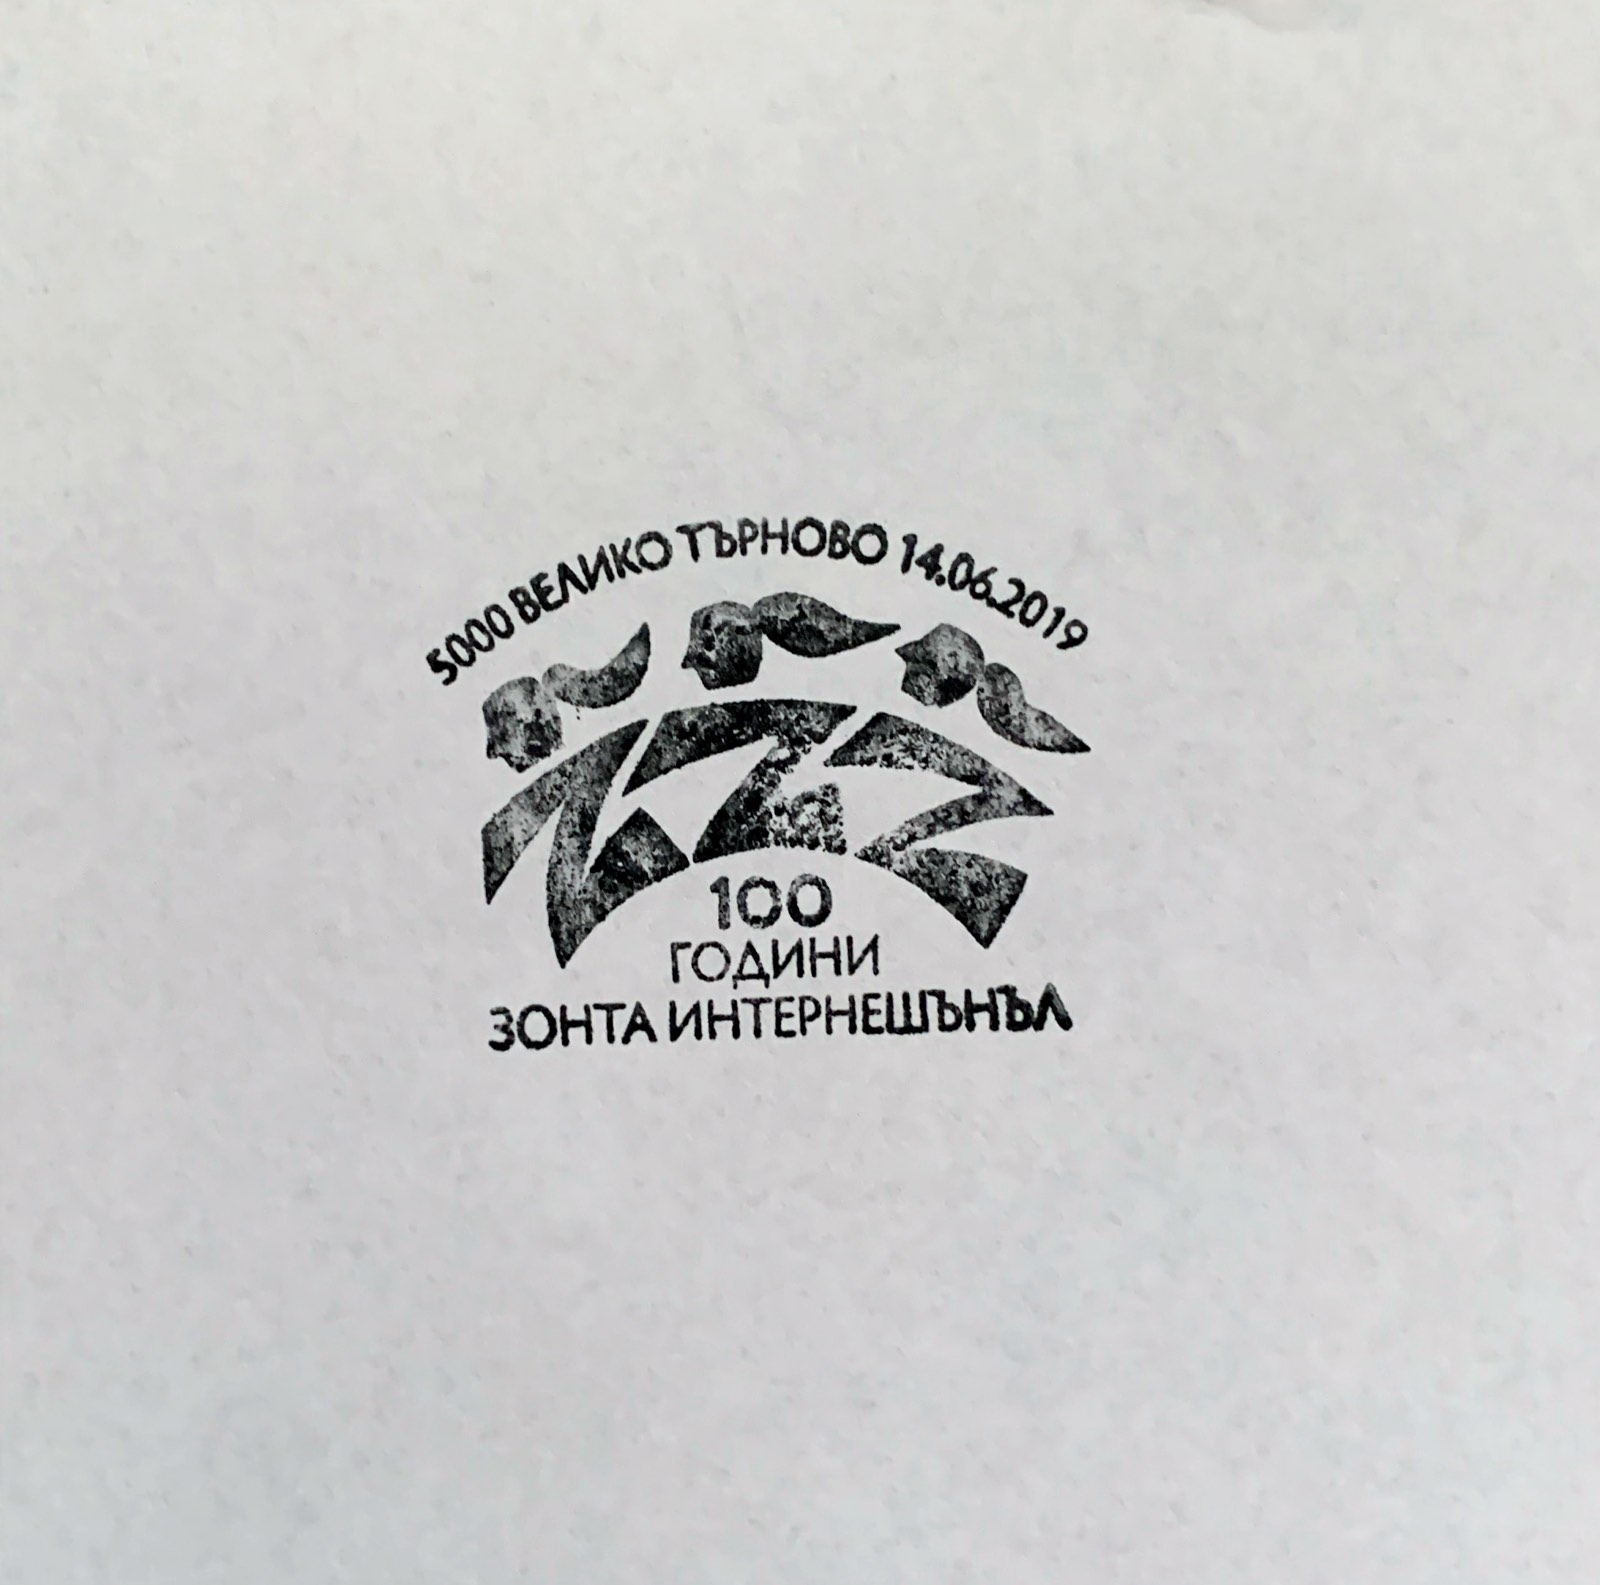 5000 ВЕЛИКО ТЪРНОВО 14.06.2019
100
ГОДИНИ
ЗОНТА ИНТЕРНЕШЪНЪЛ